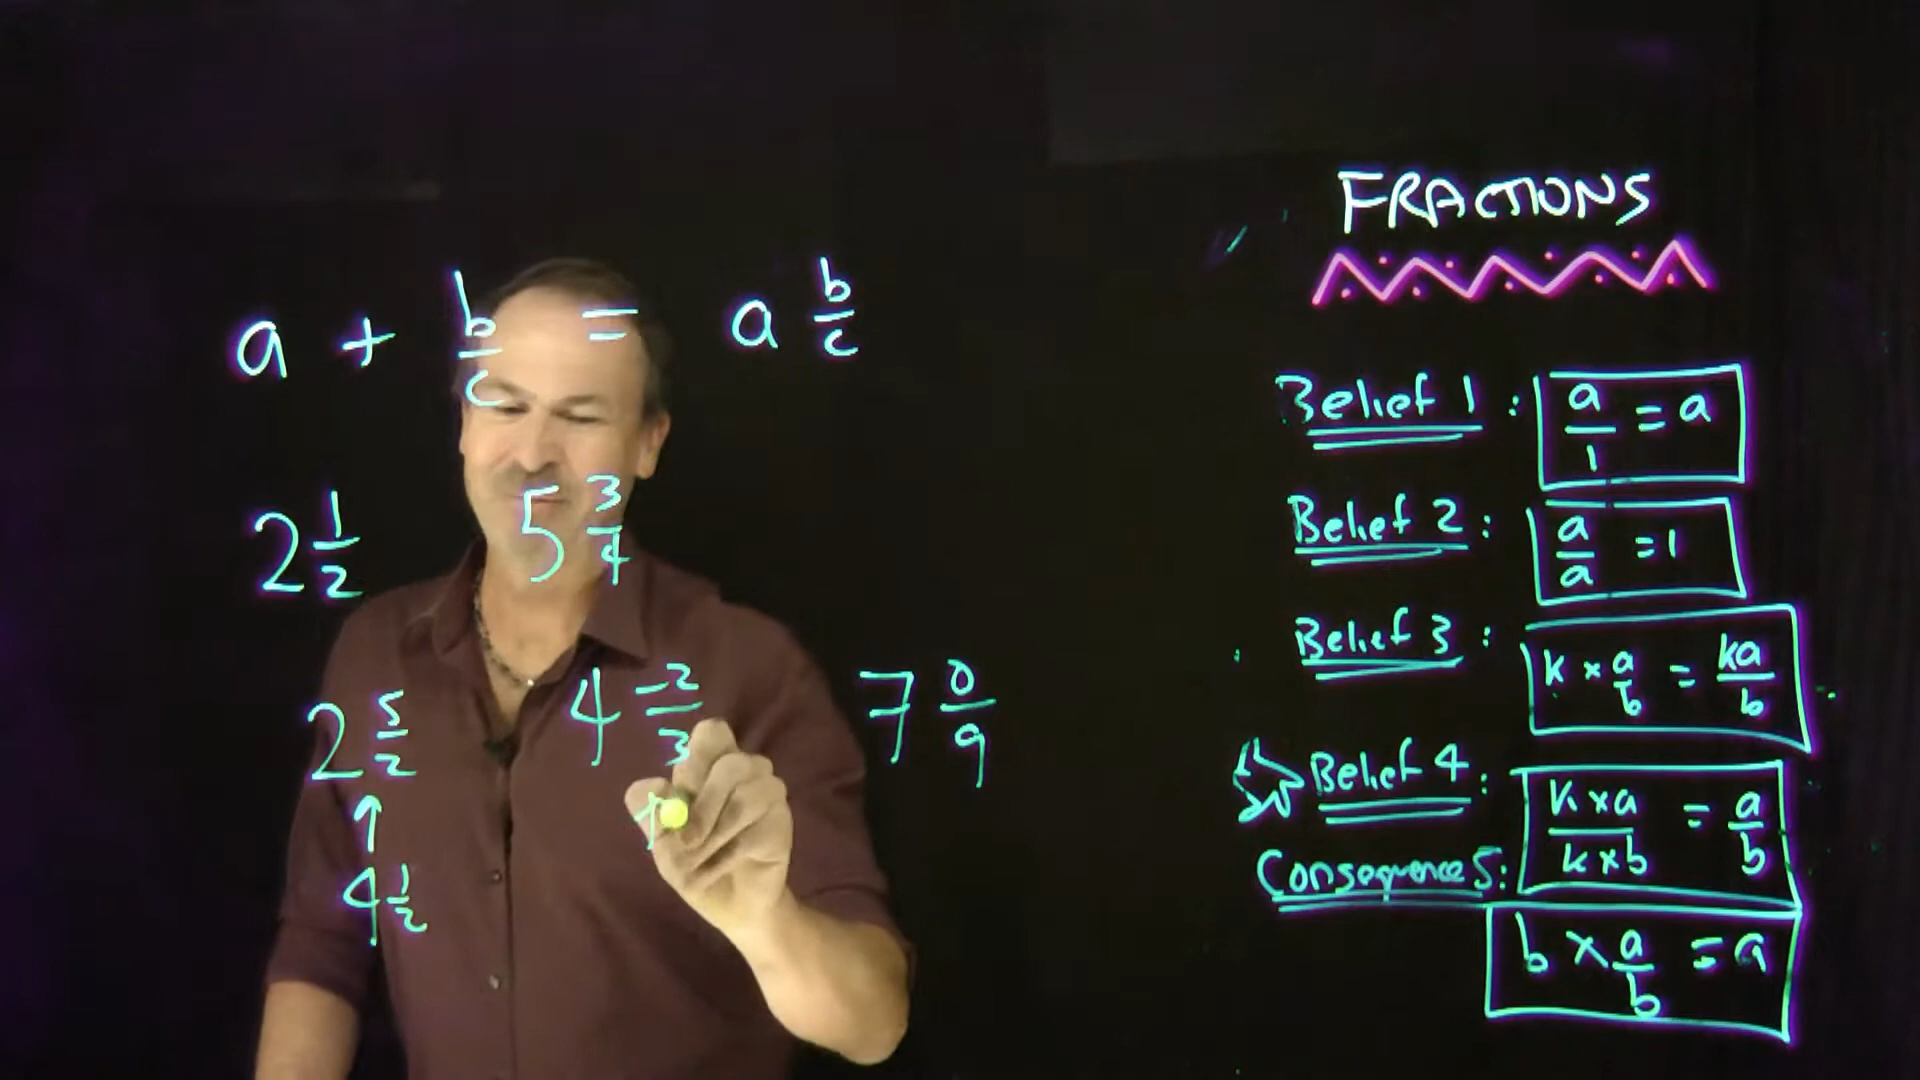 a + b/c = a b/c
2 1/2 5 3/4
2 5/2 4 -2/3 7 0/9
↑
4 1/2
FRACTIONS
Belief 1 : a/1 = a
Belief 2 : a/a = 1
Belief 3 : k × a/b = ka/b
Belief 4 : k × a/k × b = a/b
Consequence 5 : b × a/b = a